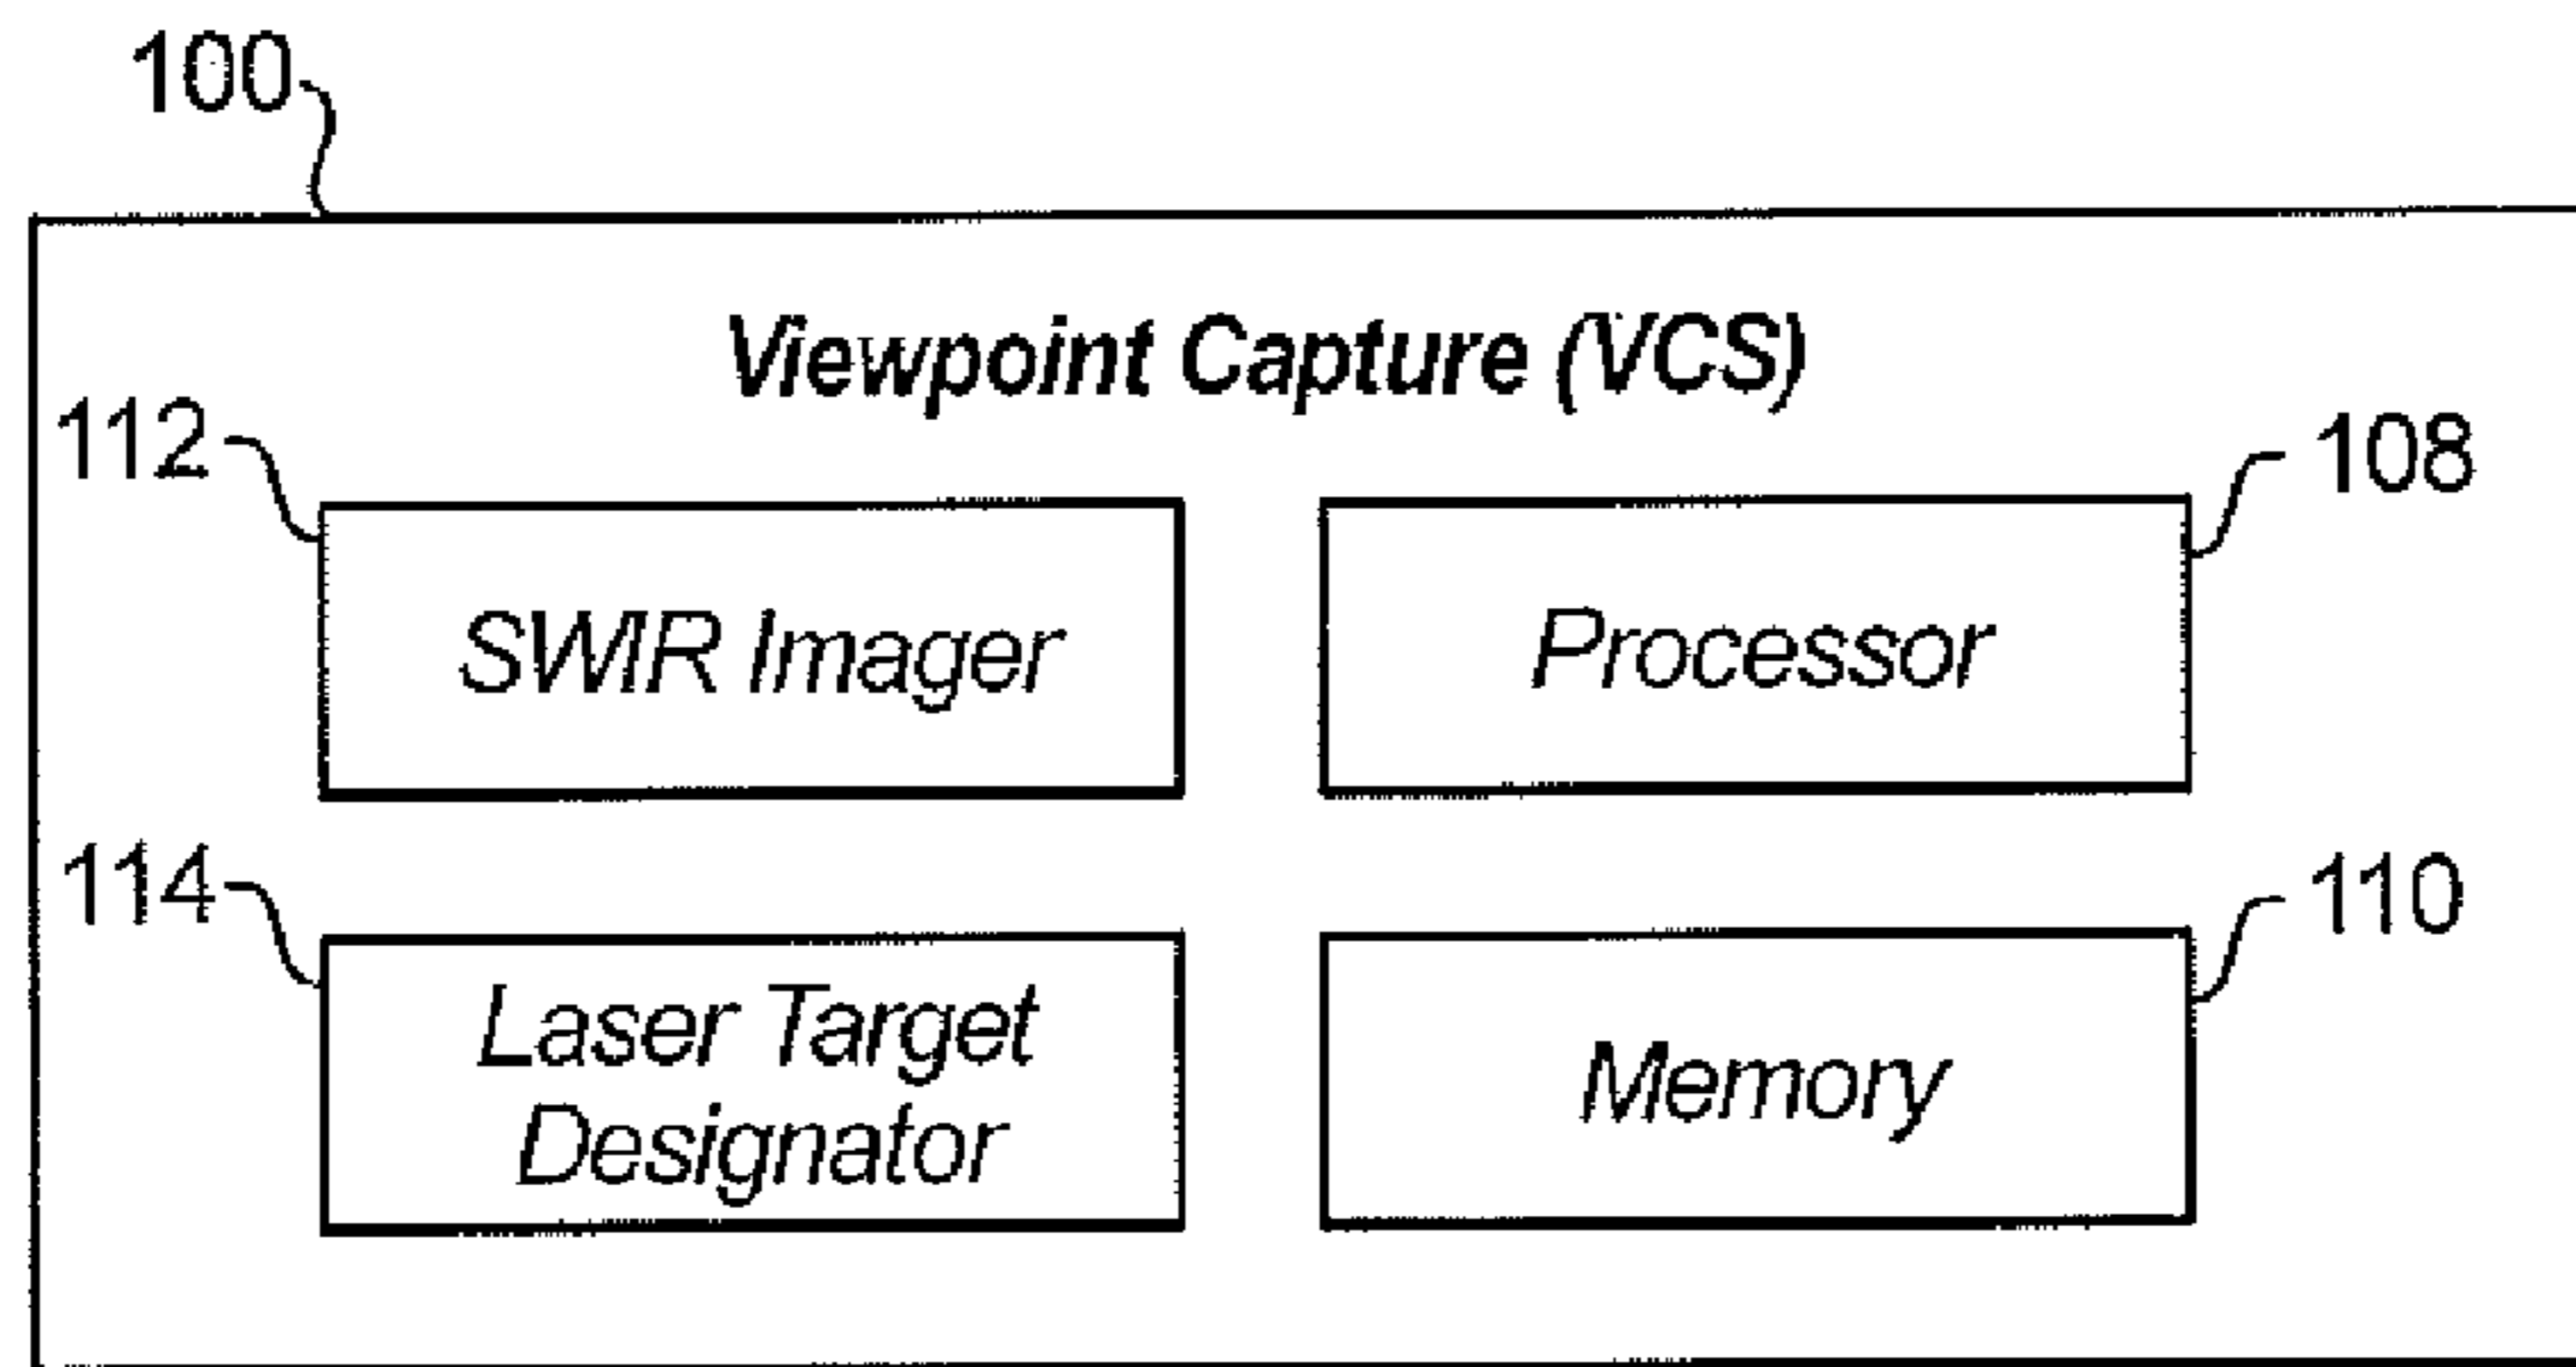 100
Viewpoint Capture (VCS)
112
108
SWIR Imager
Processor
114
110
Laser Target
Designator
Memory